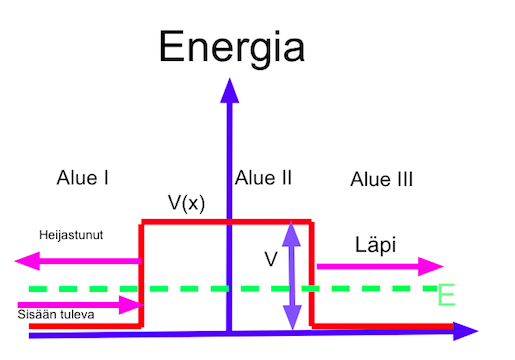 Energia
Alue I
Alue II
Alue III
V(x)
Heijastunut
V
Läpi
E
Sisään tuleva